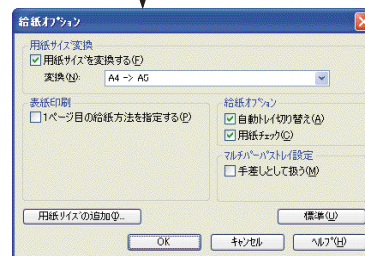 給紙オプション
用紙サイズ変換
用紙サイズを変換する(F)
変換(N): A4 -> A5
表紙印刷
1ページ目の給紙方法を指定する(P)
給紙オプション
自動トレイ切り替え(A)
用紙チェック(C)
マルチパーパストレイ設定
手差しとして扱う(M)
用紙サイズの追加(I)...
標準(U)
OK
キャンセル
ヘルプ(H)